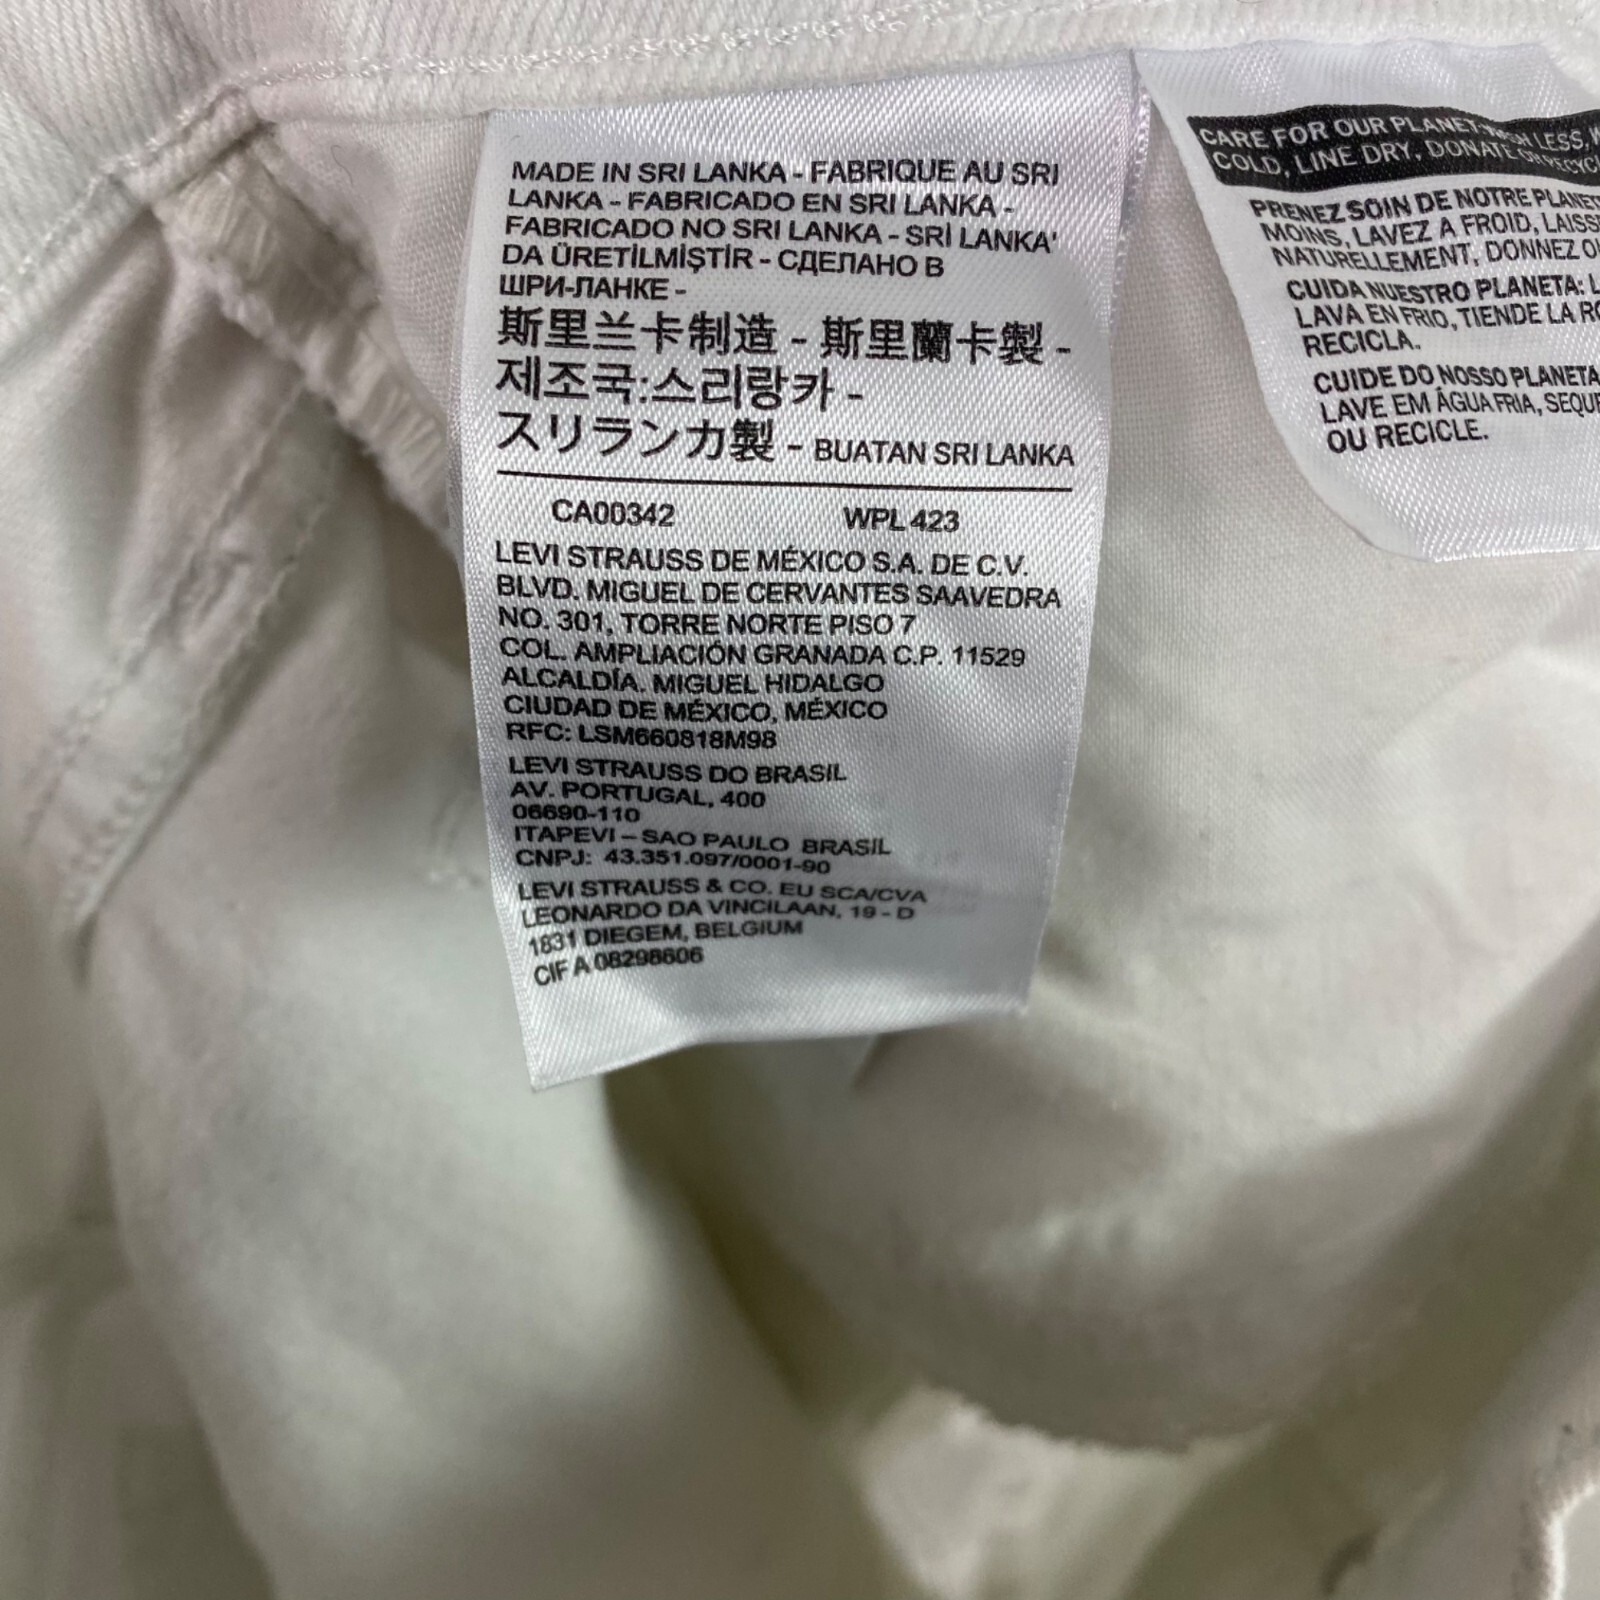 MADE IN SRI LANKA - FABRIQUE AU SRI
LANKA - FABRICADO EN SRI LANKA -
FABRICADO NO SRI LANKA - SRİ LANKA'
DA ÜRETİLMİŞTİR - СДЕЛАНО В
ШРИ-ЛАНКЕ -
斯里兰卡制造 - 斯里蘭卡製 -
제조국:스리랑카 -
スリランカ製 - BUATAN SRI LANKA
CA00342 WPL 423
LEVI STRAUSS DE MÉXICO S.A. DE C.V.
BLVD. MIGUEL DE CERVANTES SAAVEDRA
NO. 301, TORRE NORTE PISO 7
COL. AMPLIACIÓN GRANADA C.P. 11529
ALCALDÍA. MIGUEL HIDALGO
CIUDAD DE MÉXICO, MÉXICO
RFC: LSM660818M98
LEVI STRAUSS DO BRASIL
AV. PORTUGAL, 400
06690-110
ITAPEVI – SAO PAULO BRASIL
CNPJ: 43.351.097/0001-90
LEVI STRAUSS & CO. EU SCA/CVA
LEONARDO DA VINCILAAN, 19 - D
1831 DIEGEM, BELGIUM
CIF A 08298606
CARE FOR OUR PLANET: WASH LESS,
COLD, LINE DRY, DONATE OR
PRENEZ SOIN DE NOTRE
MOINS, LAVEZ A FROID,
NATURELLEMENT, DONNEZ
CUIDA NUESTRO PLANETA:
LAVA EN FRIO, TIENDE LA
RECICLA.
CUIDE DO NOSSO PLANETA
LAVE EM ÁGUA FRIA,
OU RECICLE.